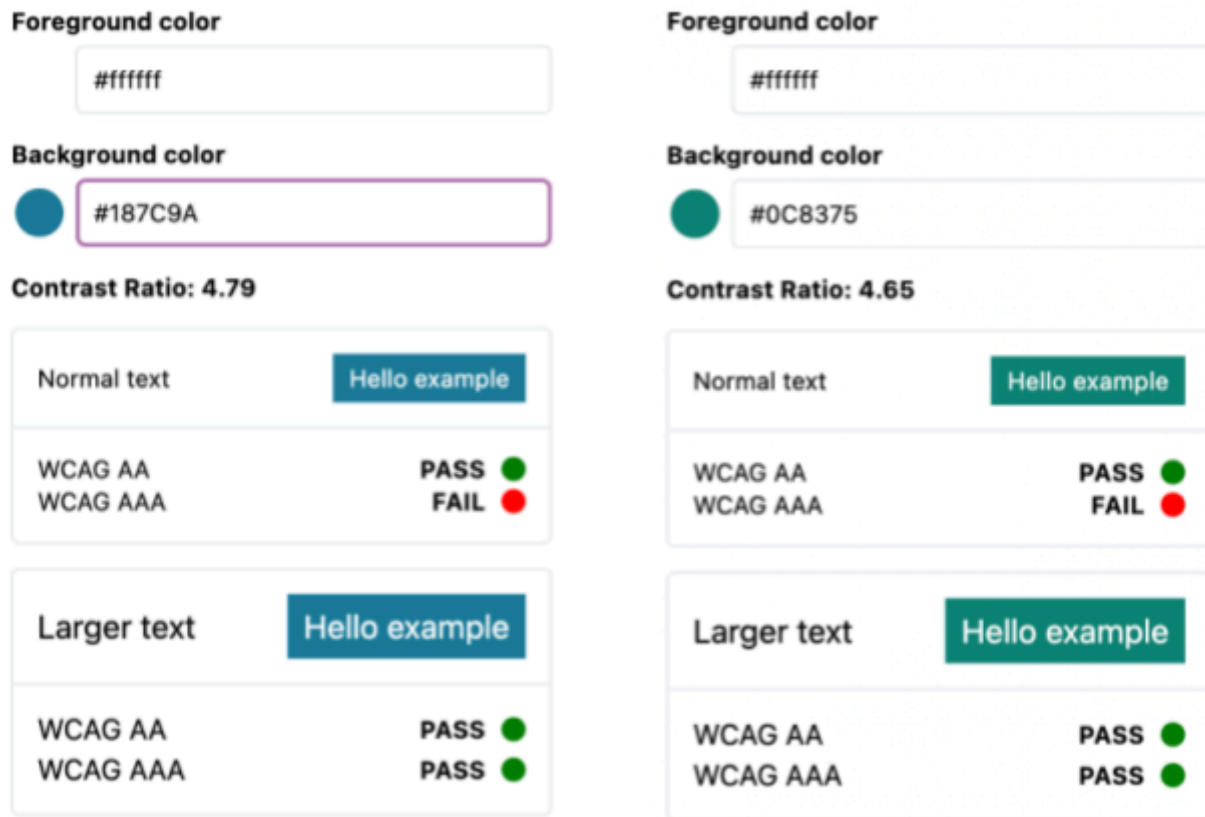 Foreground color
#ffffff
Background color
#187C9A
Contrast Ratio: 4.79
Normal text
Hello example
WCAG AA
PASS
WCAG AAA
FAIL
Larger text
Hello example
WCAG AA
PASS
WCAG AAA
PASS
Foreground color
#ffffff
Background color
#0C8375
Contrast Ratio: 4.65
Normal text
Hello example
WCAG AA
PASS
WCAG AAA
FAIL
Larger text
Hello example
WCAG AA
PASS
WCAG AAA
PASS